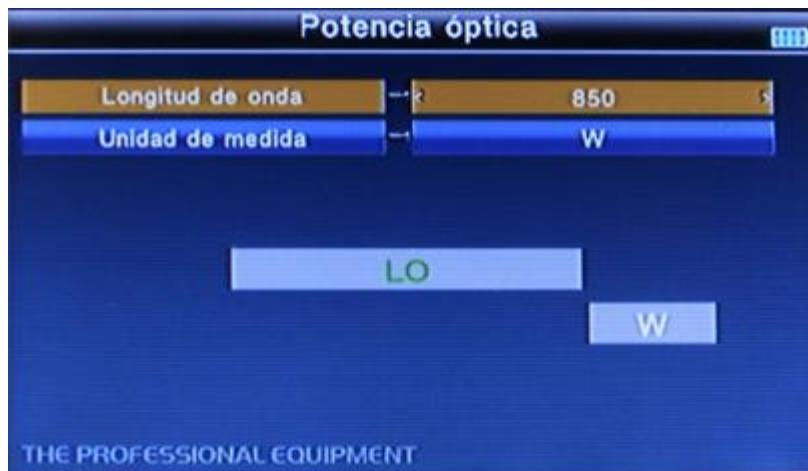 Potencia óptica
Longitud de onda 850
Unidad de medida W
LO
W
THE PROFESSIONAL EQUIPMENT